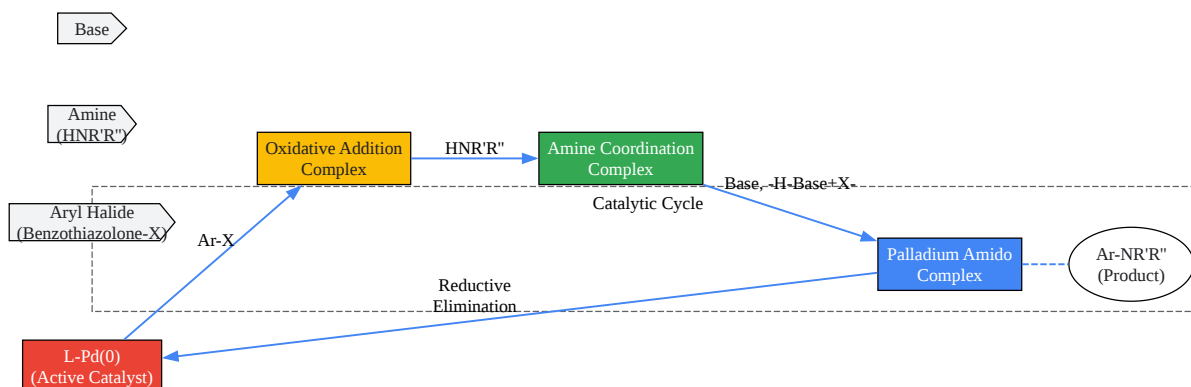 Base
Amine
(HNR'R")
Oxidative Addition
Complex
HNR'R"
Amine Coordination
Complex
Base, -H-Base+X-
Catalytic Cycle
Aryl Halide
(Benzothiazolone-X)
Ar-X
Palladium Amido
Complex
Ar-NR'R"
(Product)
Reductive
Elimination
L-Pd(0)
(Active Catalyst)